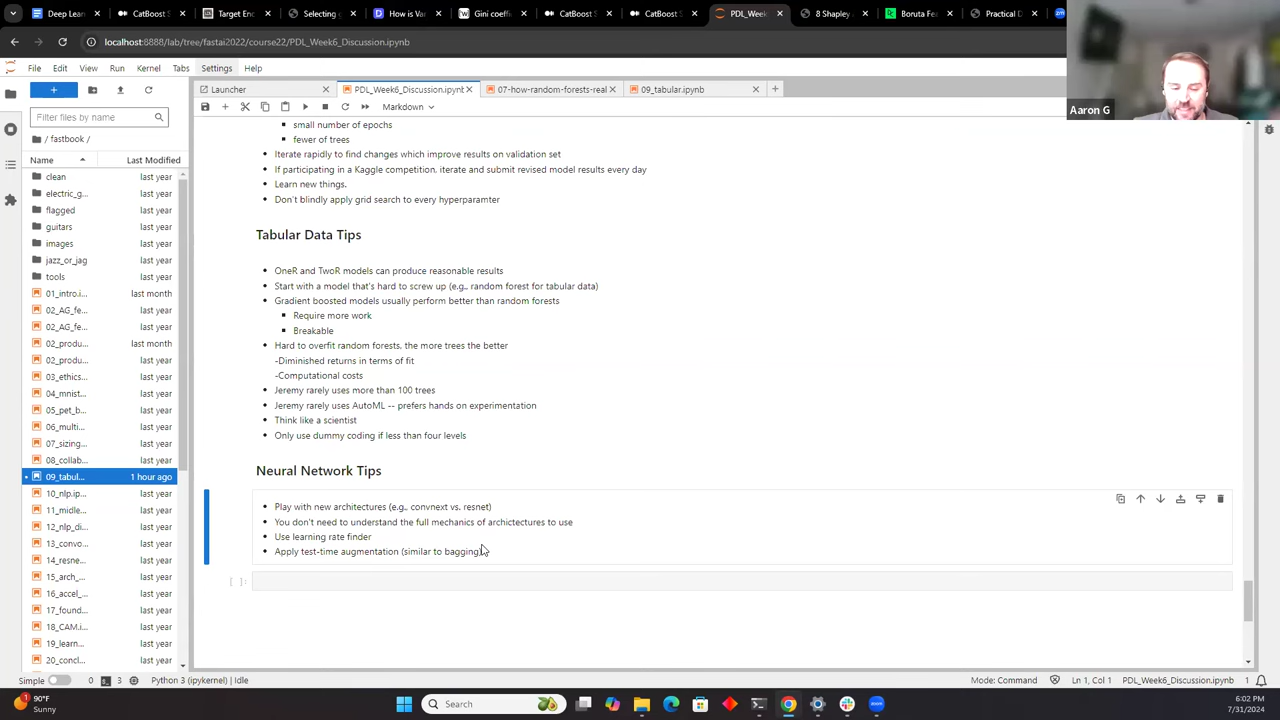 Deep Lea
CatBoost
Target Enc
Selecting
How is Va
Gini coeffi
CatBoost S
CatBoost S
PDL_Week
8 Shapley
Boruta Fea
Practical D
localhost:8888/lab/tree/fastai2022/course22/PDL_Week6_Discussion.ipynb
File Edit View Run Kernel Tabs Settings Help
Launcher
PDL_Week6_Discussion.ipynt
07-how-random-forests-real
09_tabular.ipynb
Markdown
Filter files by name
/ fastbook /
Name
Last Modified
clean last year
electric_g... last year
flagged last year
guitars last year
images last year
jazz_or_jag last year
tools last year
01_intro.i... last month
02_AG_fe... last year
02_AG_fe... last year
02_produ... last month
02_produ... last year
03_ethics... last year
04_mnist... last year
05_pet_b... last year
06_multi... last year
07_sizing... last year
08_collab... last year
09_tabul... 1 hour ago
10_nlp.ip... last year
11_midle... last year
12_nlp_di... last year
13_convo... last year
14_resne... last year
15_arch_... last year
16_accel_... last year
17_found... last year
18_CAM.i... last year
19_learn... last year
20_concl... last year
small number of epochs
fewer of trees
Iterate rapidly to find changes which improve results on validation set
If participating in a Kaggle competition, iterate and submit revised model results every day
Learn new things.
Don't blindly apply grid search to every hyperparamter
Tabular Data Tips
OneR and TwoR models can produce reasonable results
Start with a model that's hard to screw up (e.g., random forest for tabular data)
Gradient boosted models usually perform better than random forests
Require more work
Breakable
Hard to overfit random forests, the more trees the better
-Diminished returns in terms of fit
-Computational costs
Jeremy rarely uses more than 100 trees
Jeremy rarely uses AutoML -- prefers hands on experimentation
Think like a scientist
Only use dummy coding if less than four levels
Neural Network Tips
Play with new architectures (e.g., convnext vs. resnet)
You don't need to understand the full mechanics of archictectures to use
Use learning rate finder
Apply test-time augmentation (similar to bagging)
[ ]:
Aaron G
Simple 0 3 Python 3 (ipykernel) | Idle
Mode: Command Ln 1, Col 1 PDL_Week6_Discussion.ipynb 1
90°F
Sunny
Search
6:02 PM
7/31/2024